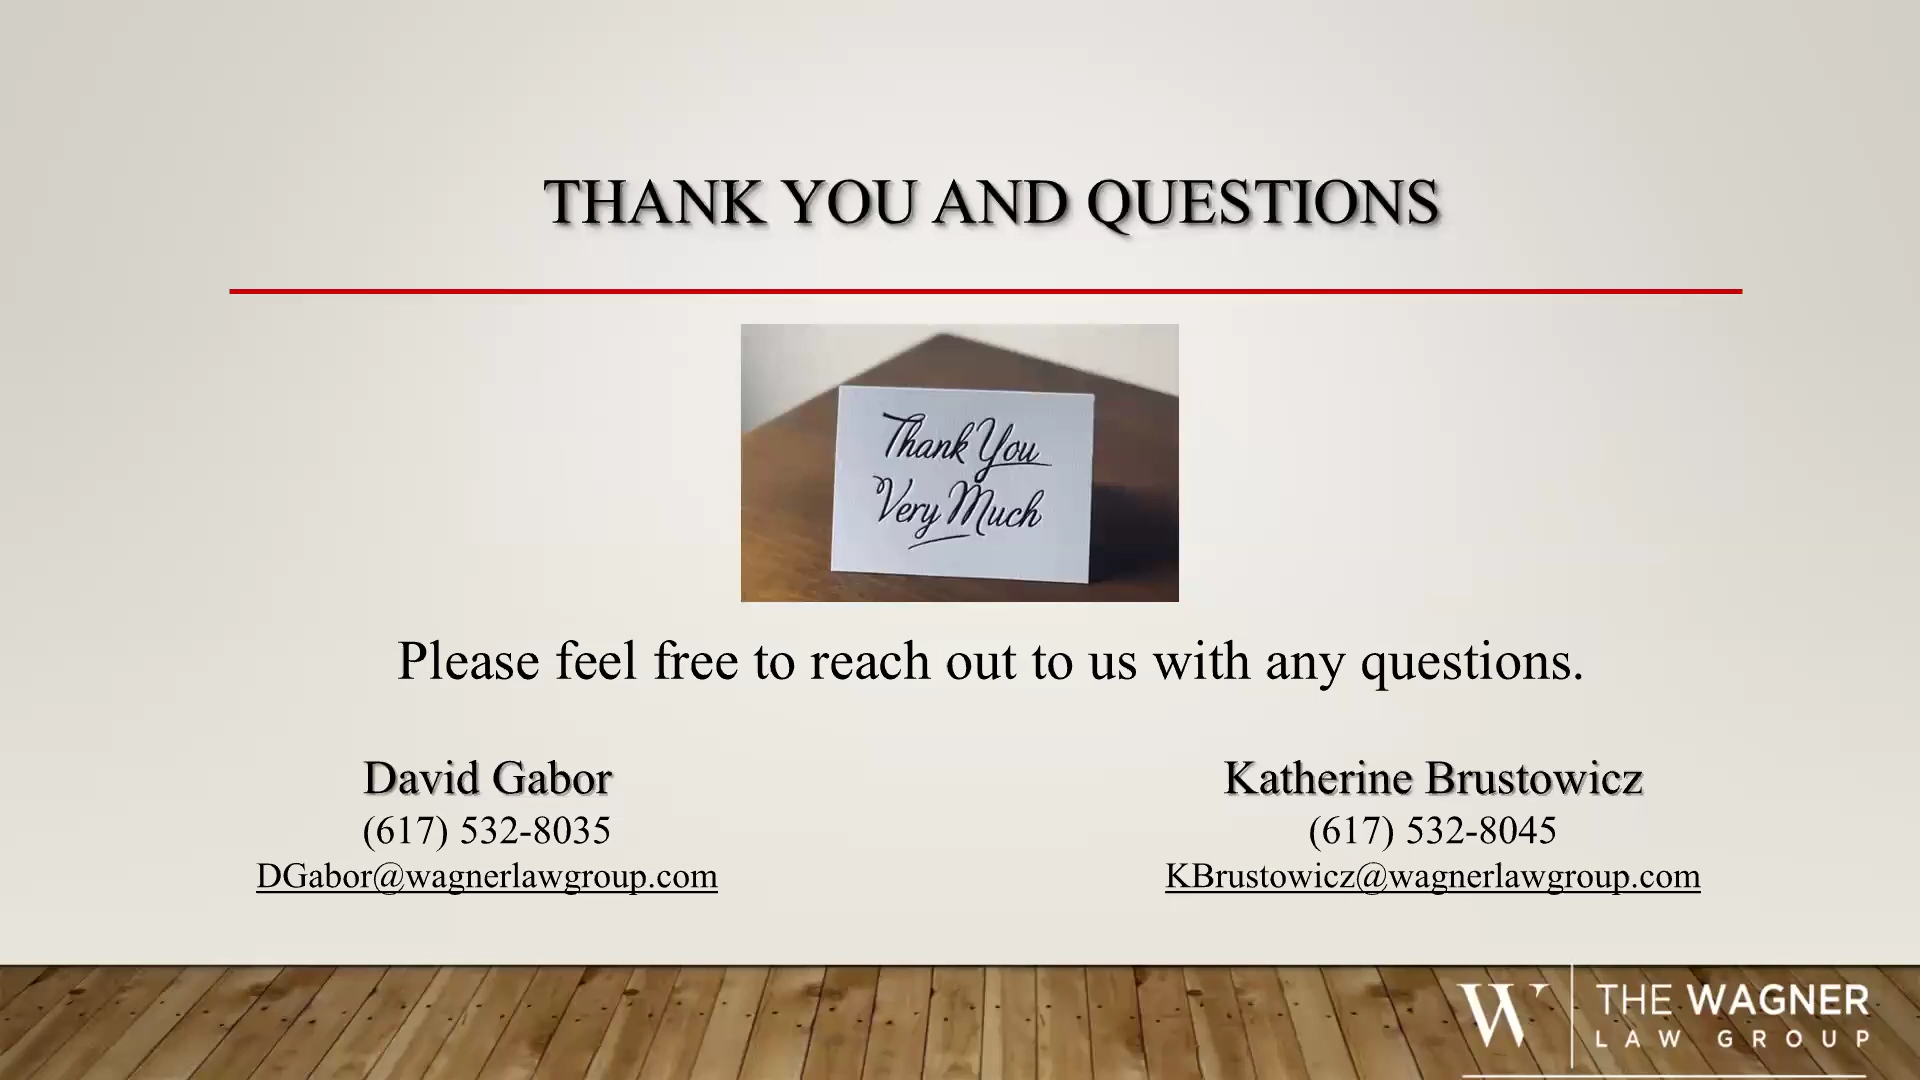 THANK YOU AND QUESTIONS
Thank You
Very Much
Please feel free to reach out to us with any questions.
David Gabor
(617) 532-8035
DGabor@wagnerlawgroup.com
Katherine Brustowicz
(617) 532-8045
KBrustowicz@wagnerlawgroup.com
W
THE WAGNER
LAW GROUP